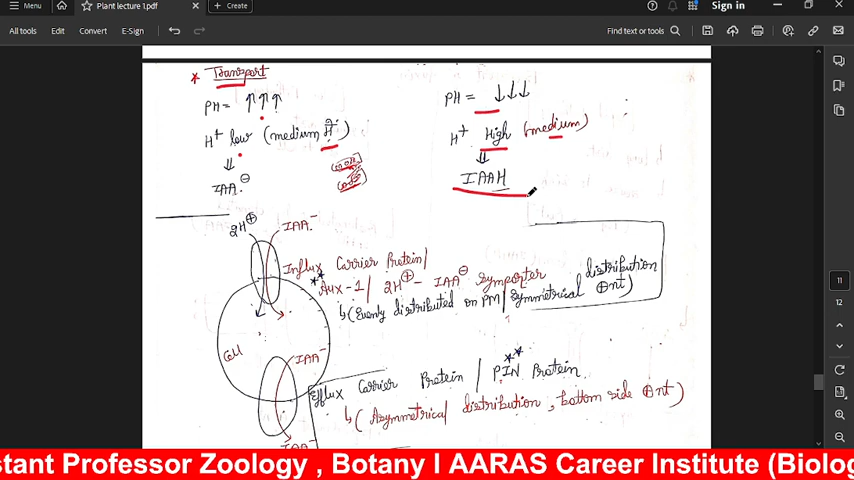 Menu
Plant lecture 1.pdf
Create
Sign in
All tools
Edit
Convert
E-Sign
Find text or tools
Transport
PH = ↑↑↑
H+ low (medium H+)
⇓
IAA⊖
PH = ↓↓↓
H+ High (medium)
⇓
IAAH
2H⊕
IAA-
Influx Carrier Protein/
Aux-1/ 2H⊕- IAA⊖ symporter
↳(Evenly distributed on PM/Symmetrical distribution ⊕nt)
Cell
IAA-
Efflux Carrier Protein / PIN Protein
↳(Asymmetrical distribution, bottom side ⊕nt)
IAA-
11
12
stant Professor Zoology , Botany I AARAS Career Institute (Biolog